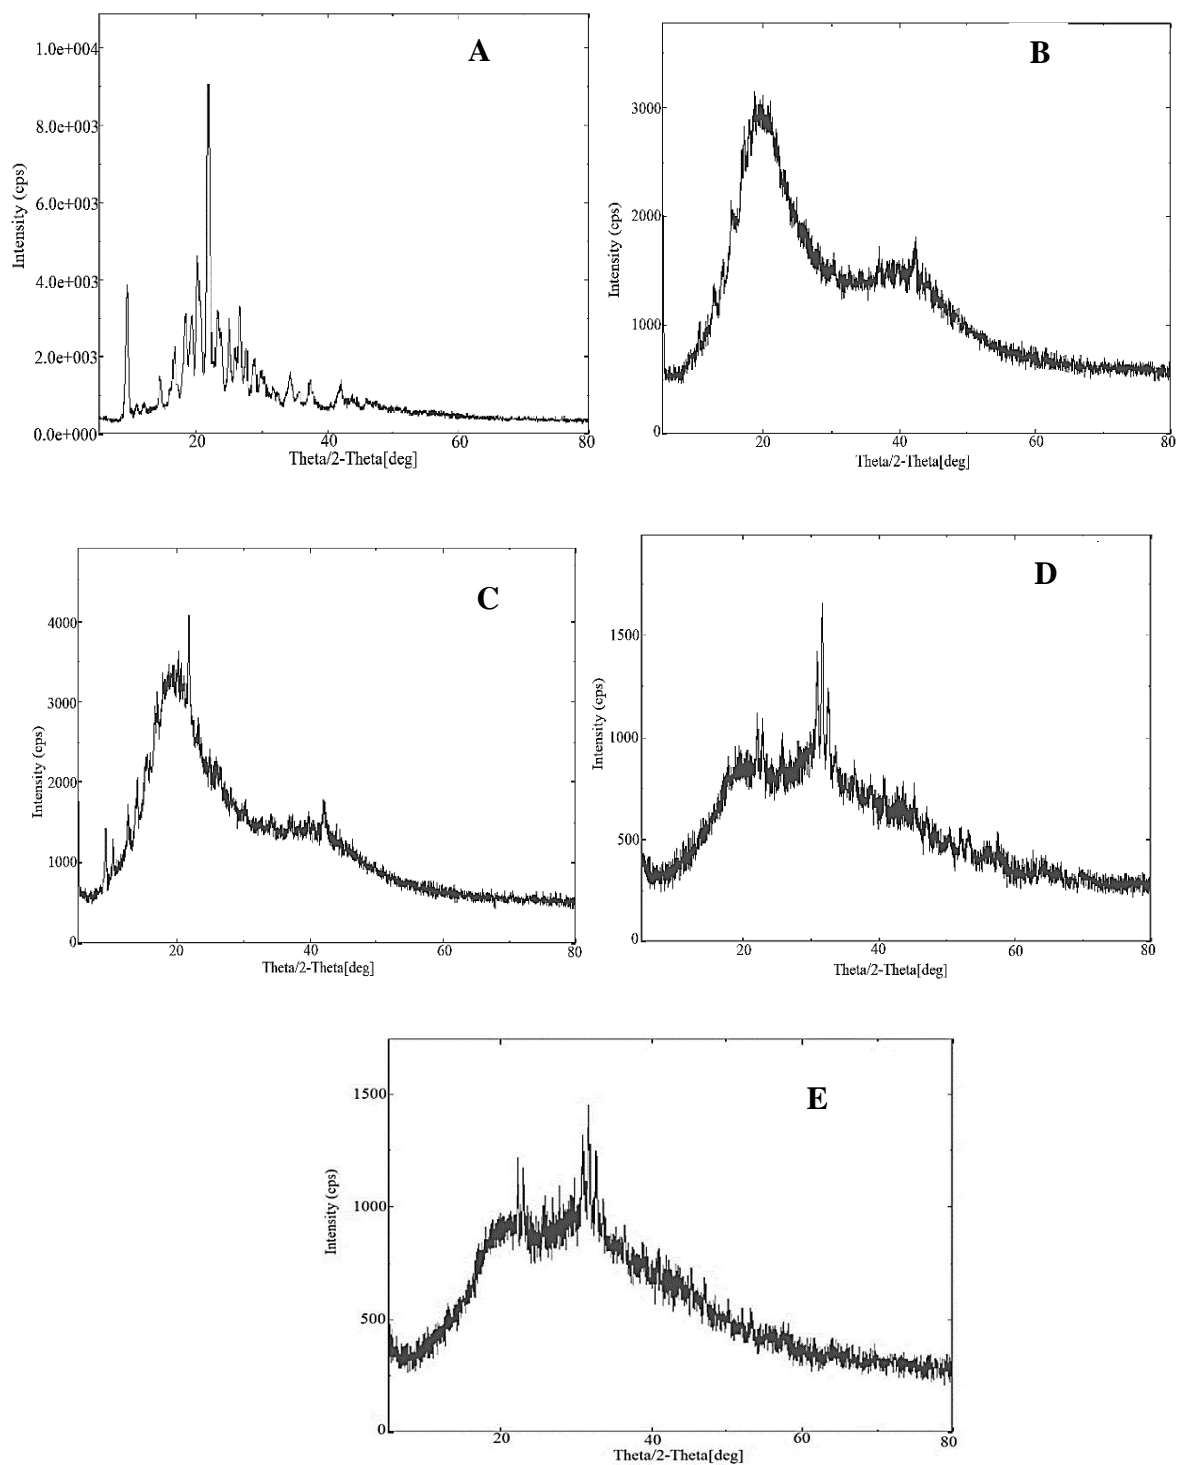 A
1.0e+004
8.0e+003
6.0e+003
4.0e+003
2.0e+003
0.0e+000
Intensity (cps)
20 40 60 80
Theta/2-Theta[deg]
B
3000
2000
1000
0
Intensity (cps)
20 40 60 80
Theta/2-Theta[deg]
C
4000
3000
2000
1000
0
Intensity (cps)
20 40 60 80
Theta/2-Theta[deg]
D
1500
1000
500
0
Intensity (cps)
20 40 60 80
Theta/2-Theta[deg]
E
1500
1000
500
0
Intensity (cps)
20 40 60 80
Theta/2-Theta[deg]